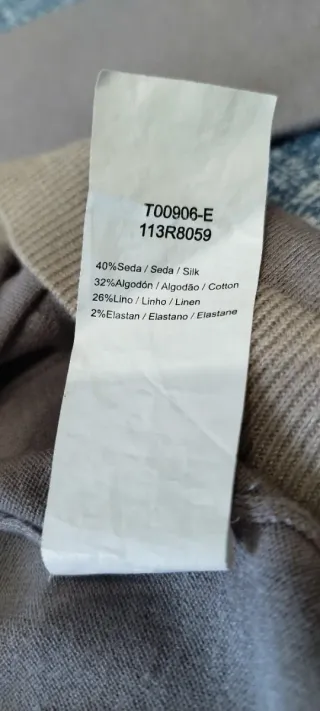 T00906-E
113R8059
40%Seda / Seda / Silk
32%Algodón / Algodão / Cotton
26%Lino / Linho / Linen
2%Elastan / Elastano / Elastane